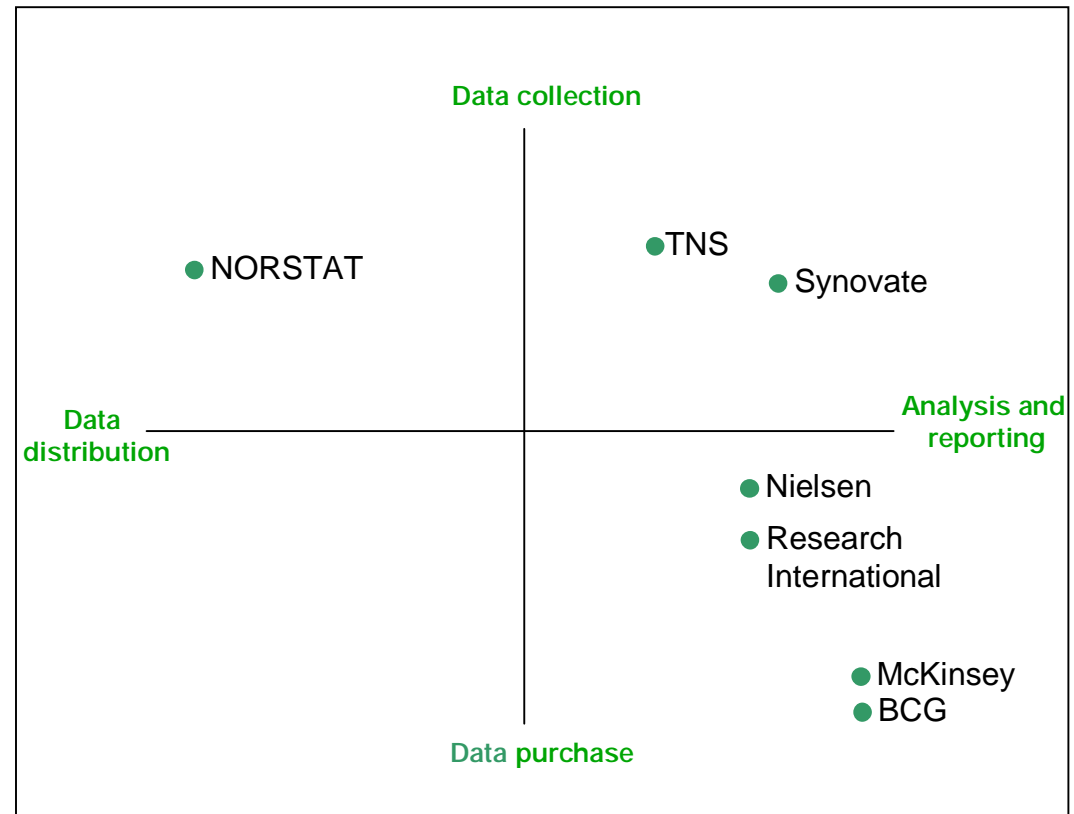 Data collection
TNS
NORSTAT
Synovate
Data
distribution
Analysis and
reporting
Nielsen
Research
International
McKinsey
BCG
Data purchase